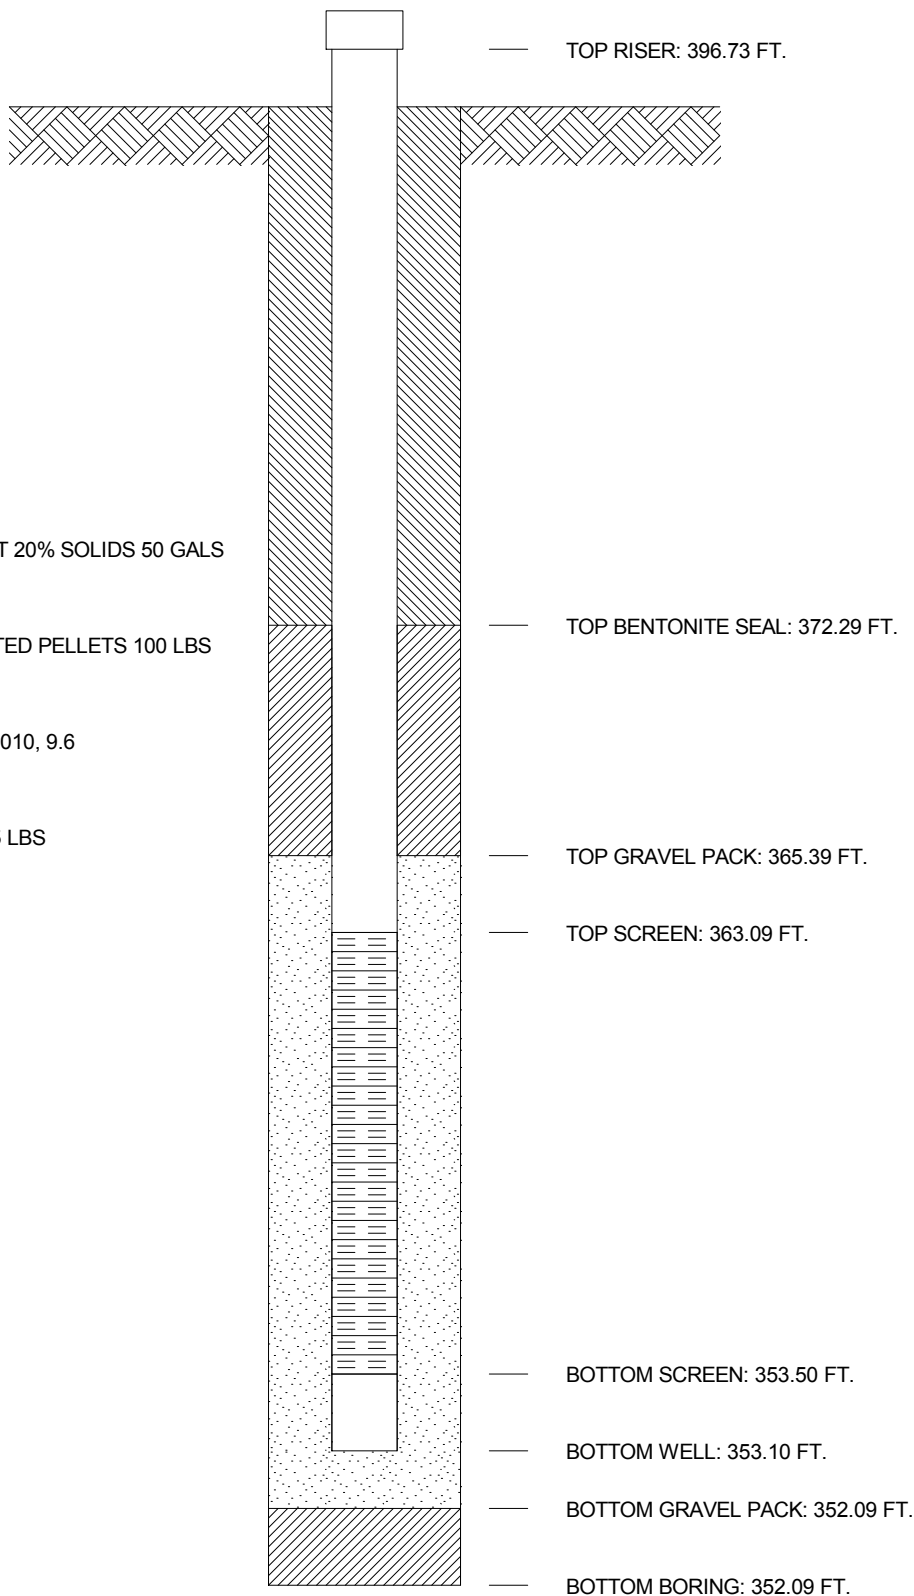 TOP RISER: 396.73 FT.
T 20% SOLIDS 50 GALS
TOP BENTONITE SEAL: 372.29 FT.
TED PELLETS 100 LBS
010, 9.6
LBS
TOP GRAVEL PACK: 365.39 FT.
TOP SCREEN: 363.09 FT.
BOTTOM SCREEN: 353.50 FT.
BOTTOM WELL: 353.10 FT.
BOTTOM GRAVEL PACK: 352.09 FT.
BOTTOM BORING: 352.09 FT.